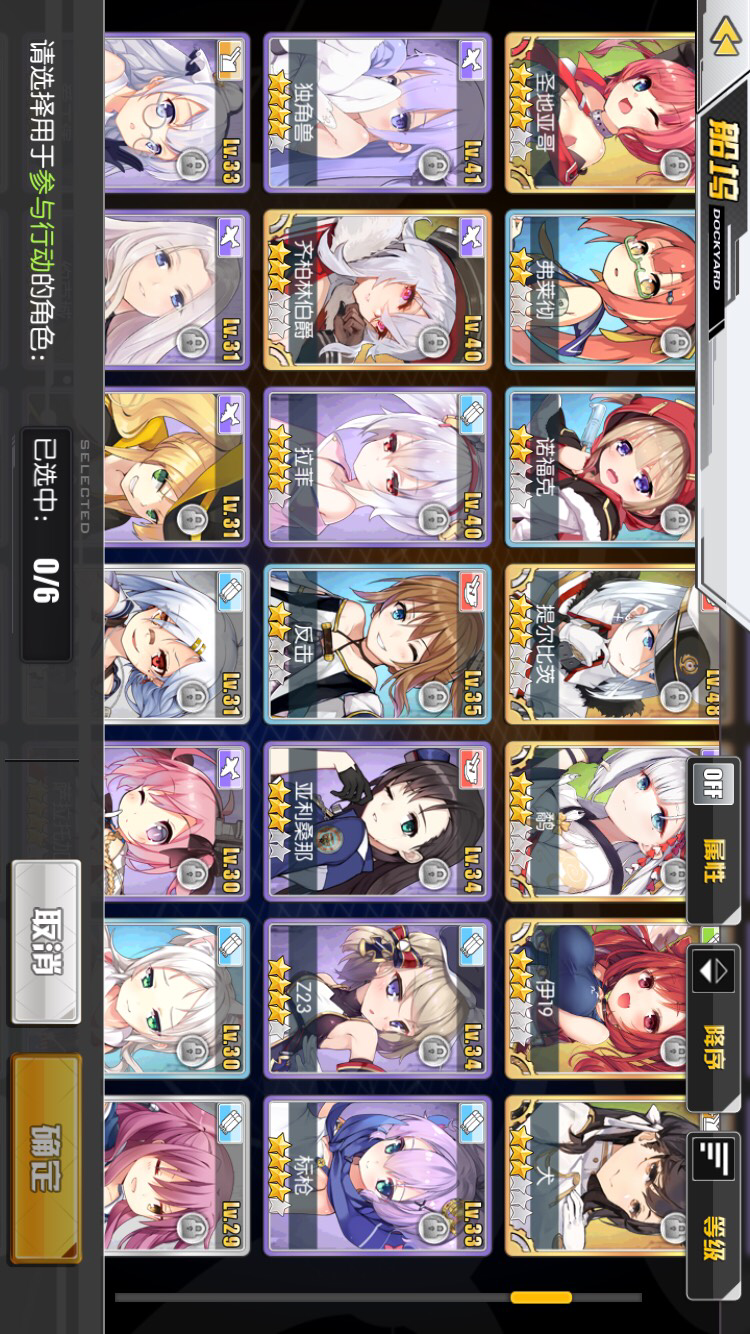 船坞
DOCKYARD
OFF
属性
降序
等级
圣地亚哥
弗莱彻
诺福克
Lv.48
提尔比茨
鹬
伊19
犬
Lv.41
独角兽
Lv.40
齐柏林伯爵
Lv.40
拉菲
Lv.35
反击
Lv.34
亚利桑那
Lv.34
Z23
Lv.33
标枪
Lv.33
Lv.31
Lv.31
Lv.31
Lv.30
Lv.30
Lv.29
请选择用于参与行动的角色：
SELECTED
已选中： 0/6
取消
确定